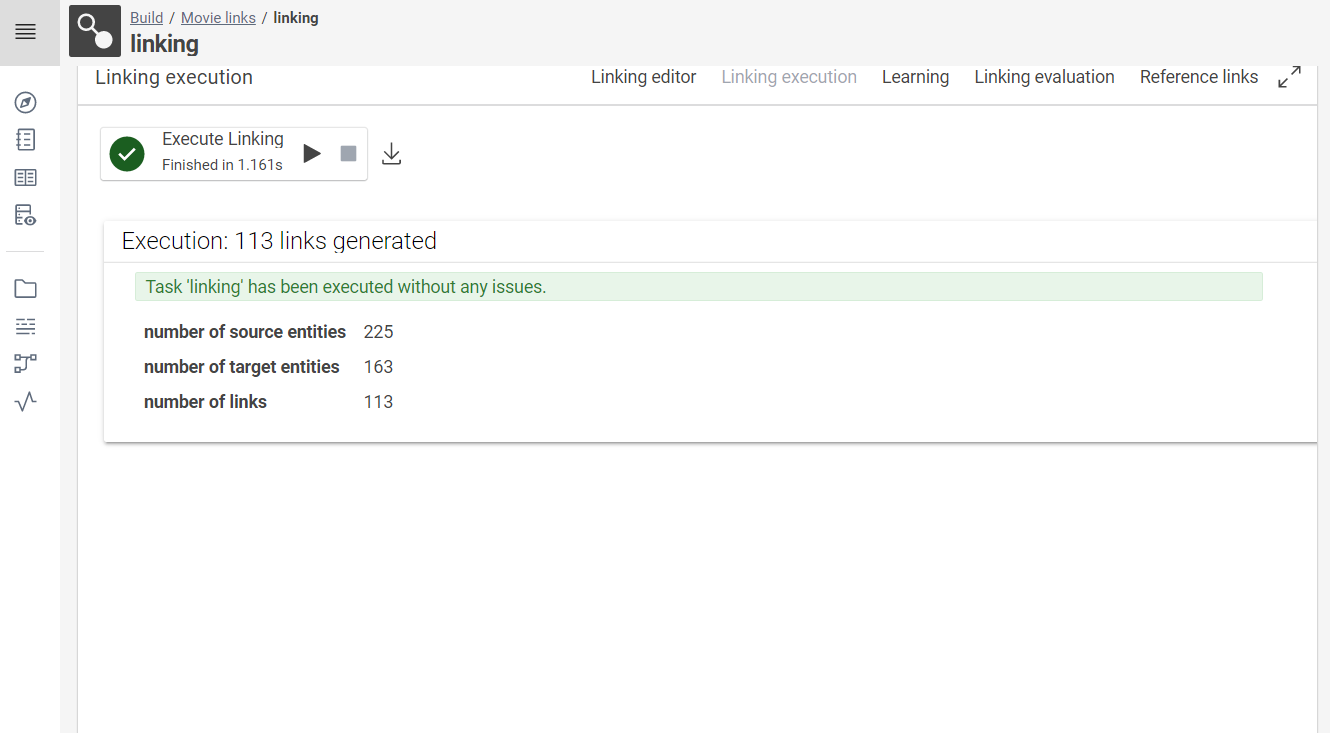 Build / Movie links / linking
linking
Linking execution
Linking editor Linking execution Learning Linking evaluation Reference links
Execute Linking
Finished in 1.161s
Execution: 113 links generated
Task 'linking' has been executed without any issues.
number of source entities 225
number of target entities 163
number of links 113